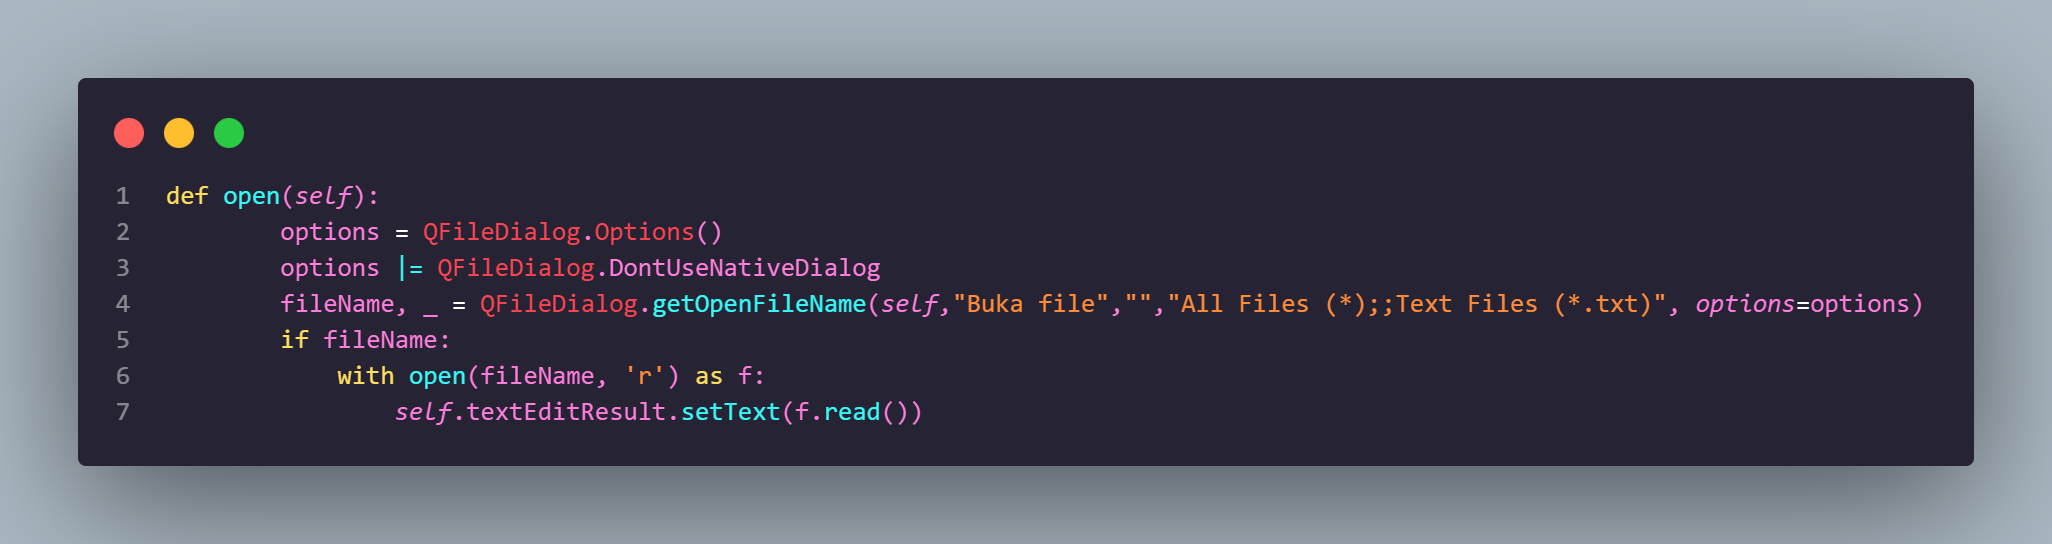 1 def open(self):
2         options = QFileDialog.Options()
3         options |= QFileDialog.DontUseNativeDialog
4         fileName, _ = QFileDialog.getOpenFileName(self,"Buka file","","All Files (*);;Text Files (*.txt)", options=options)
5         if fileName:
6             with open(fileName, 'r') as f:
7                 self.textEditResult.setText(f.read())